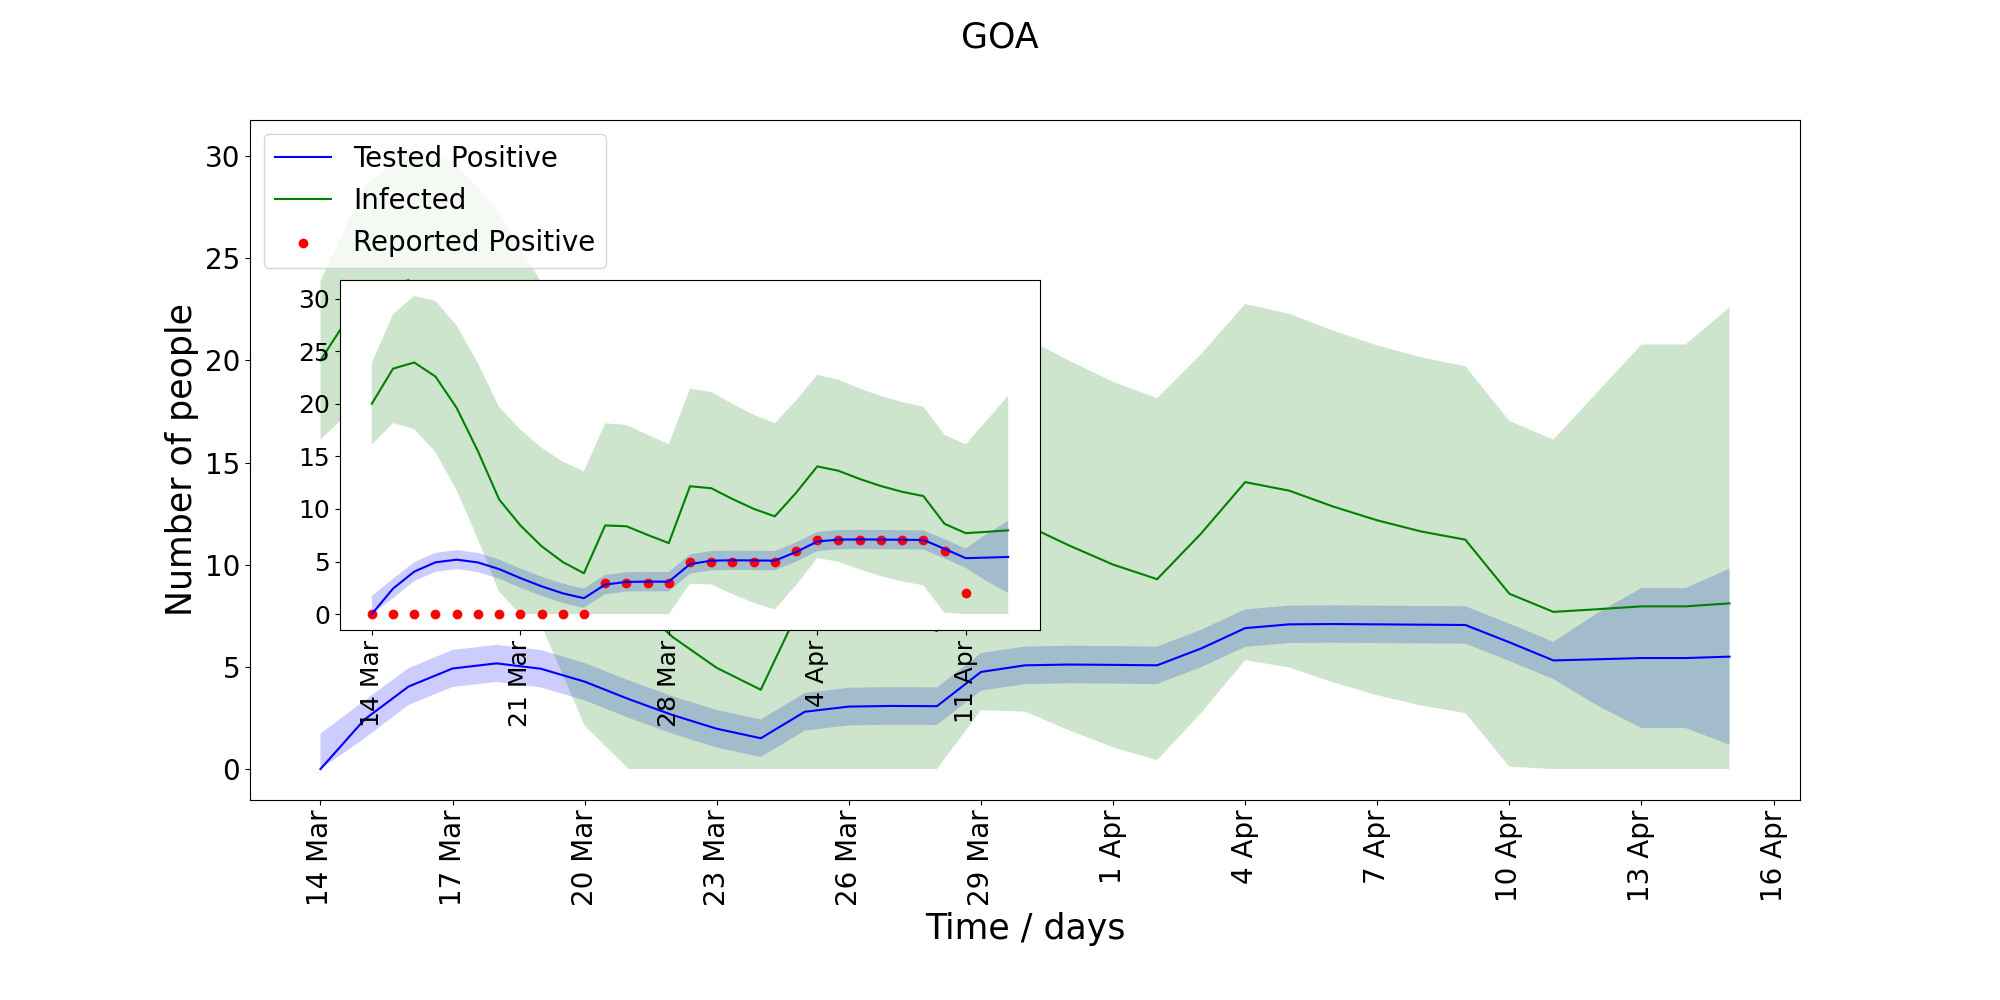 GOA
Tested Positive
Infected
Reported Positive
Number of people
30
25
20
15
10
5
0
30
25
20
15
10
5
0
14 Mar
21 Mar
28 Mar
4 Apr
11 Apr
14 Mar
17 Mar
20 Mar
23 Mar
26 Mar
29 Mar
1 Apr
4 Apr
7 Apr
10 Apr
13 Apr
16 Apr
Time / days